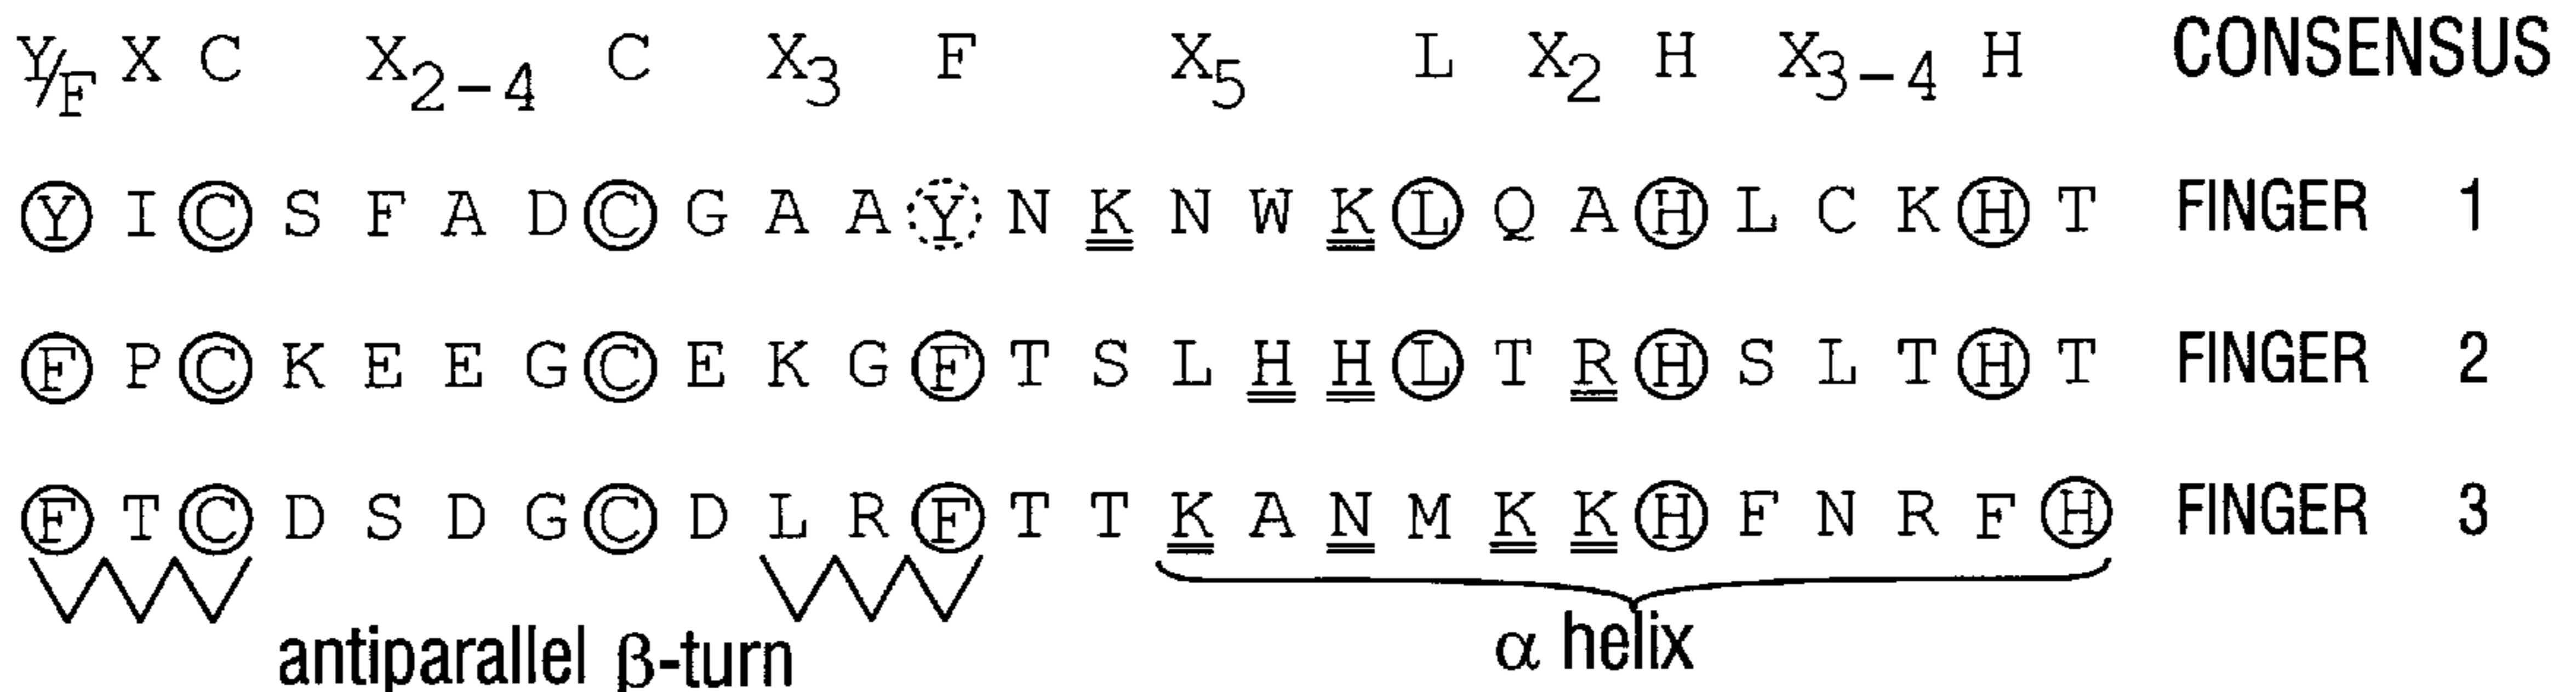 Y/F X C X2-4 C X3 F X5 L X2 H X3-4 H CONSENSUS
Y I C S F A D C G A A Y N K N W K L Q A H L C K H T FINGER 1
F P C K E E G C E K G F T S L H H L T R H S L T H T FINGER 2
F T C D S D G C D L R F T T K A N M K K H F N R F H FINGER 3
antiparallel β-turn α helix